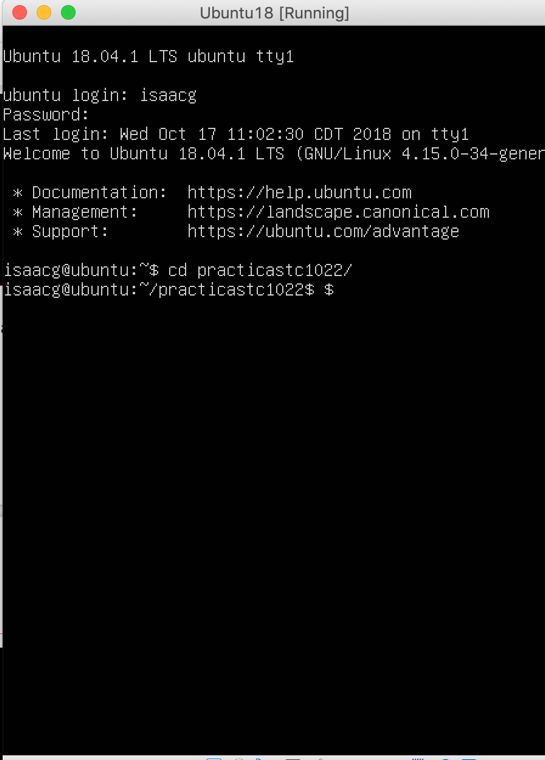 Ubuntu18 [Running]
Ubuntu 18.04.1 LTS ubuntu tty1
ubuntu login: isaacg
Password:
Last login: Wed Oct 17 11:02:30 CDT 2018 on tty1
Welcome to Ubuntu 18.04.1 LTS (GNU/Linux 4.15.0-34-gener
* Documentation:  https://help.ubuntu.com
* Management:     https://landscape.canonical.com
* Support:        https://ubuntu.com/advantage
isaacg@ubuntu:~$ cd practicastc1022/
isaacg@ubuntu:~/practicastc1022$ $